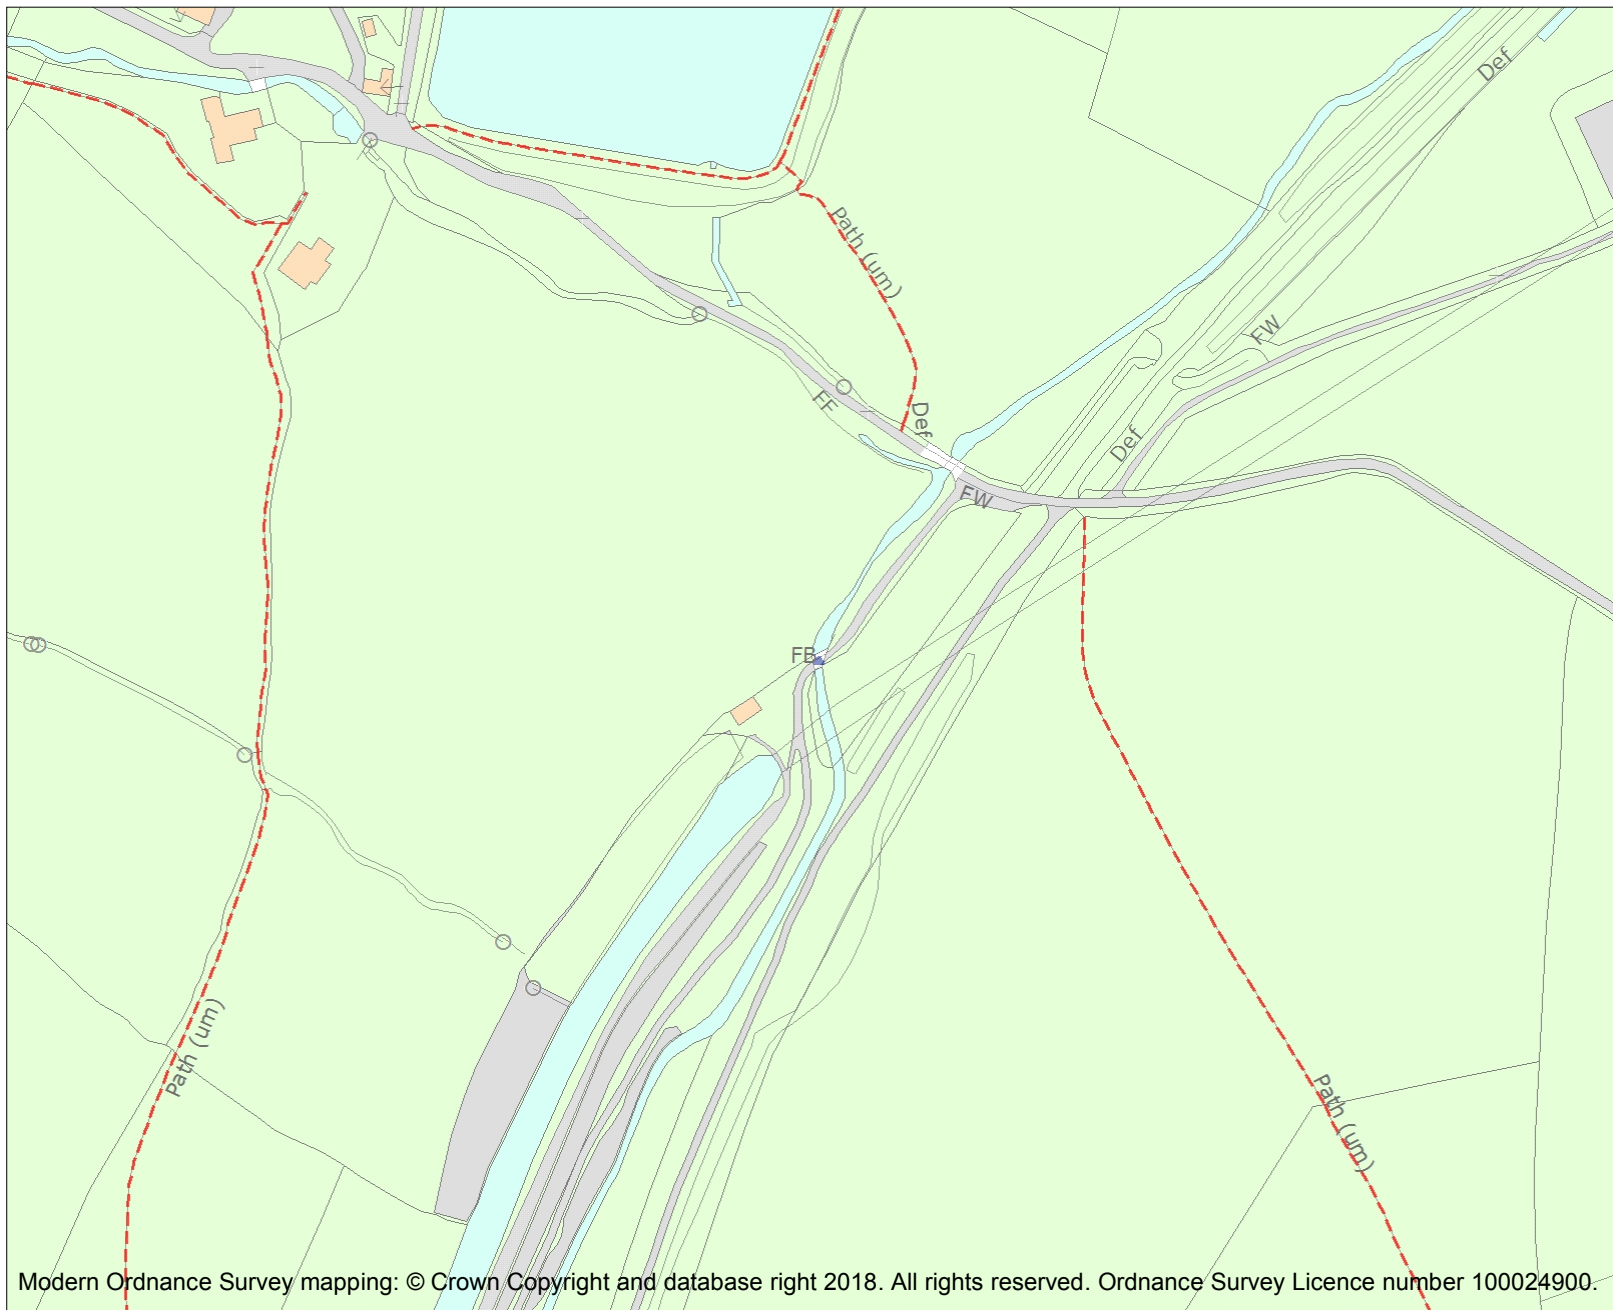 Def
Path (um)
FW
FF
Def
Def
FW
FB
Path (um)
Path (um)
Modern Ordnance Survey mapping: © Crown Copyright and database right 2018. All rights reserved. Ordnance Survey Licence number 100024900.